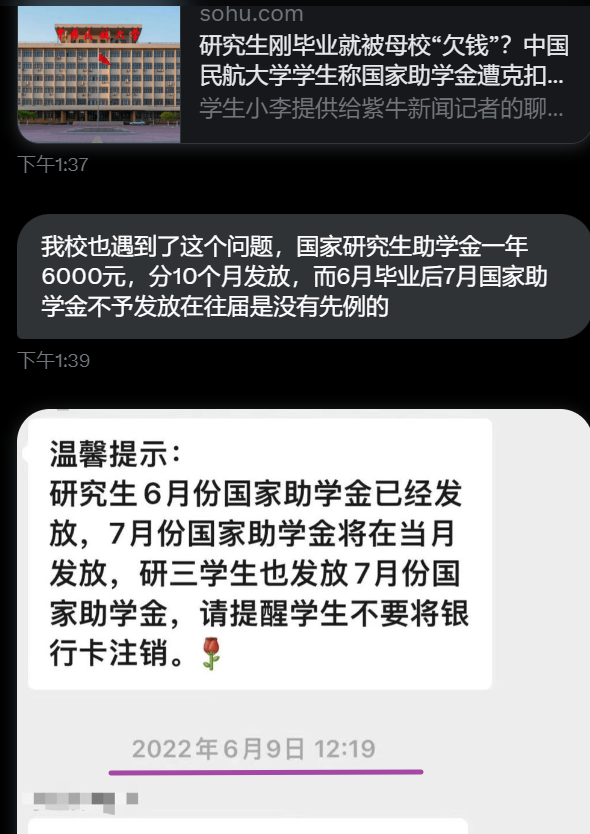 sohu.com
研究生刚毕业就被母校“欠钱”？中国
民航大学学生称国家助学金遭克扣...
学生小李提供给紫牛新闻记者的聊...
下午1:37
我校也遇到了这个问题，国家研究生助学金一年
6000元，分10个月发放，而6月毕业后7月国家助
学金不予发放在往届是没有先例的
下午1:39
温馨提示：
研究生6月份国家助学金已经发
放，7月份国家助学金将在当月
发放，研三学生也发放7月份国
家助学金，请提醒学生不要将银
行卡注销。🌹
2022年6月9日 12:19